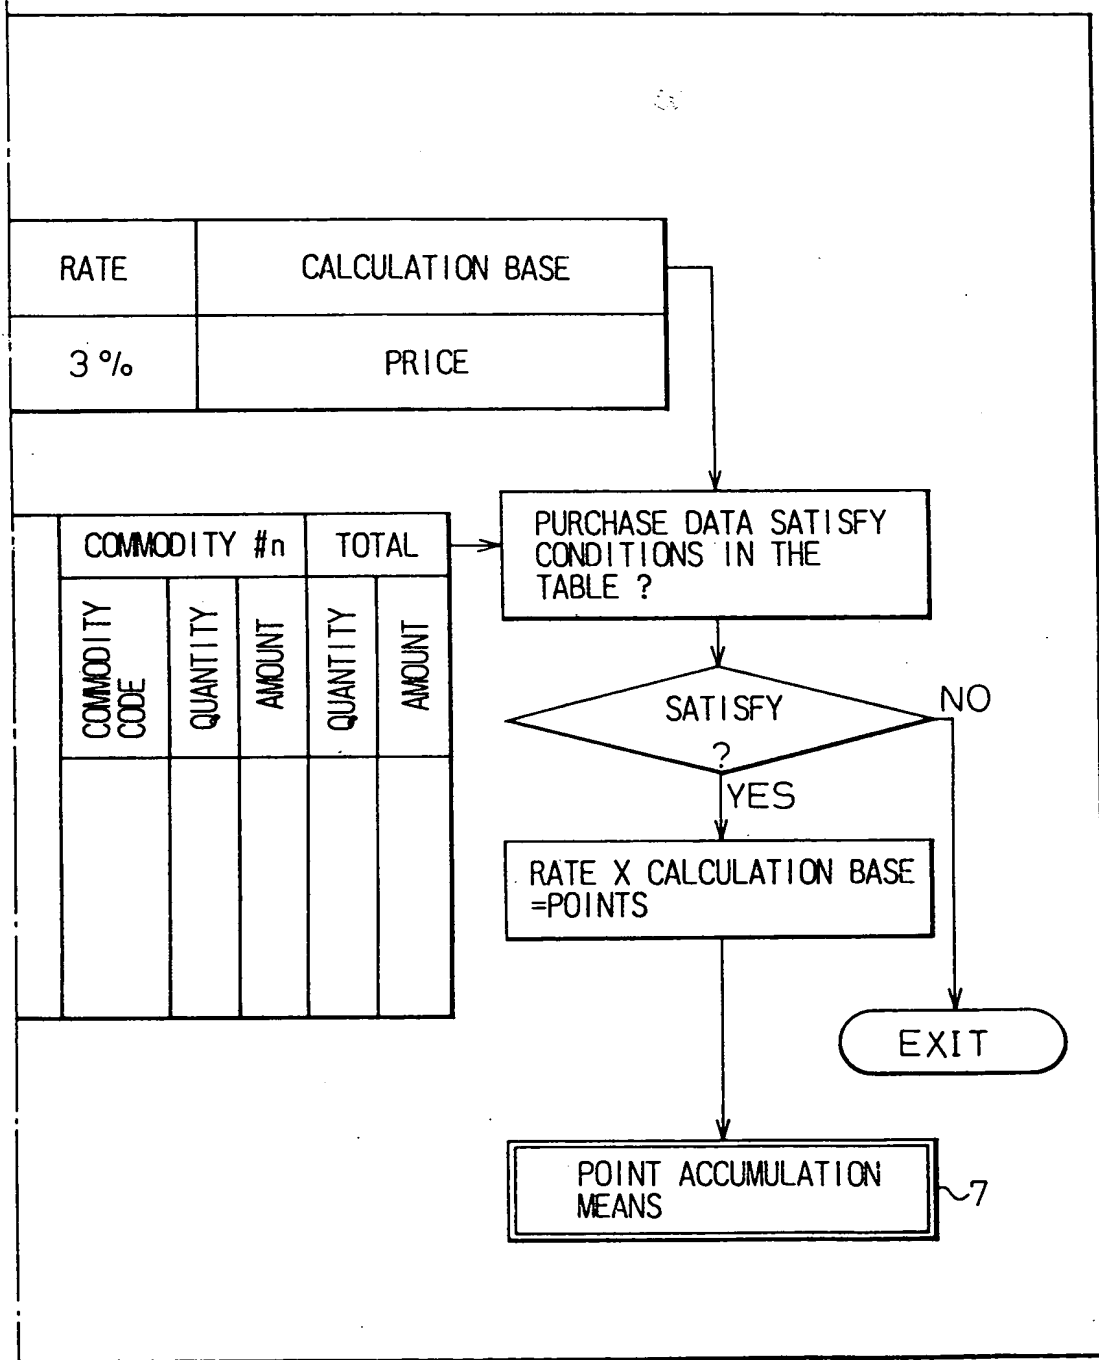 RATE CALCULATION BASE
3% PRICE
COMMODITY #n TOTAL
COMMODITY
CODE
QUANTITY
AMOUNT
QUANTITY
AMOUNT
PURCHASE DATA SATISFY
CONDITIONS IN THE
TABLE ?
SATISFY
?
NO
YES
RATE X CALCULATION BASE
=POINTS
EXIT
POINT ACCUMULATION
MEANS
7